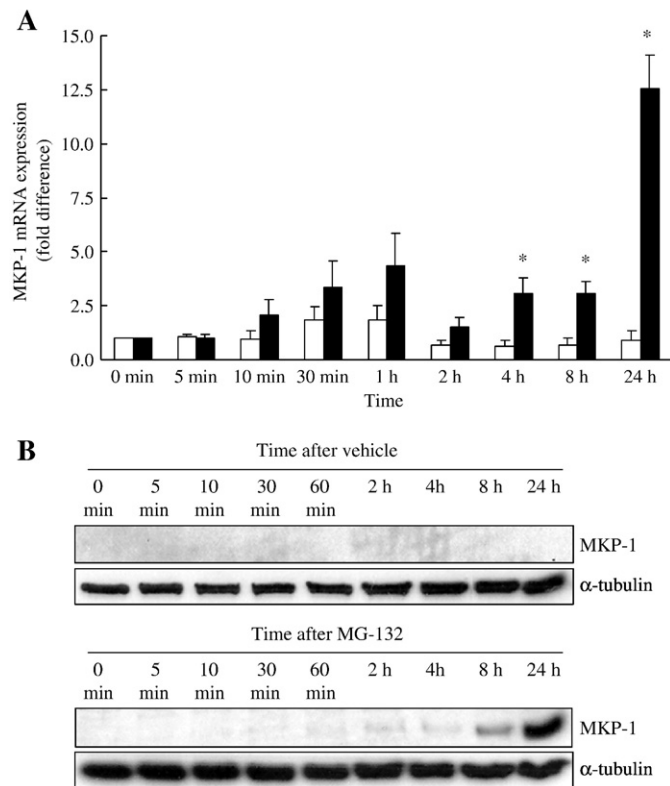 A
MKP-1 mRNA expression
(fold difference)
15.0
12.5
10.0
7.5
5.0
2.5
0.0
*
*
*
0 min 5 min 10 min 30 min 1 h 2 h 4 h 8 h 24 h
Time
B
Time after vehicle
0 5 10 30 60 2 h 4h 8 h 24 h
min min min min min
MKP-1
α-tubulin
Time after MG-132
0 5 10 30 60 2 h 4h 8 h 24 h
min min min min min
MKP-1
α-tubulin